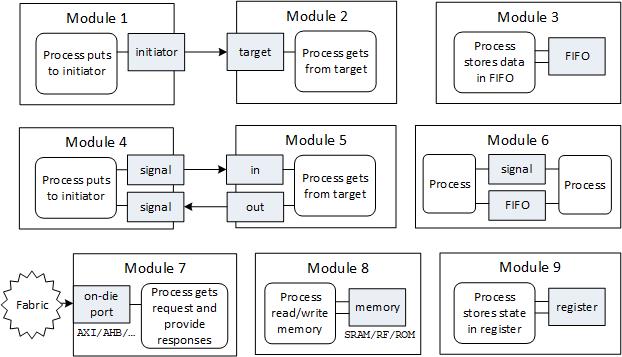 Module 1
Process puts
to initiator
initiator
Module 2
target
Process gets
from target
Module 3
Process
stores data
in FIFO
FIFO
Module 4
Process puts
to initiator
signal
signal
Module 5
in
out
Process gets
from target
Module 6
Process
signal
FIFO
Process
Fabric
Module 7
on-die
port
AXI/AHB/…
Process gets
request and
provide
responses
Module 8
Process
read/write
memory
memory
SRAM/RF/ROM
Module 9
Process
stores state
in register
register